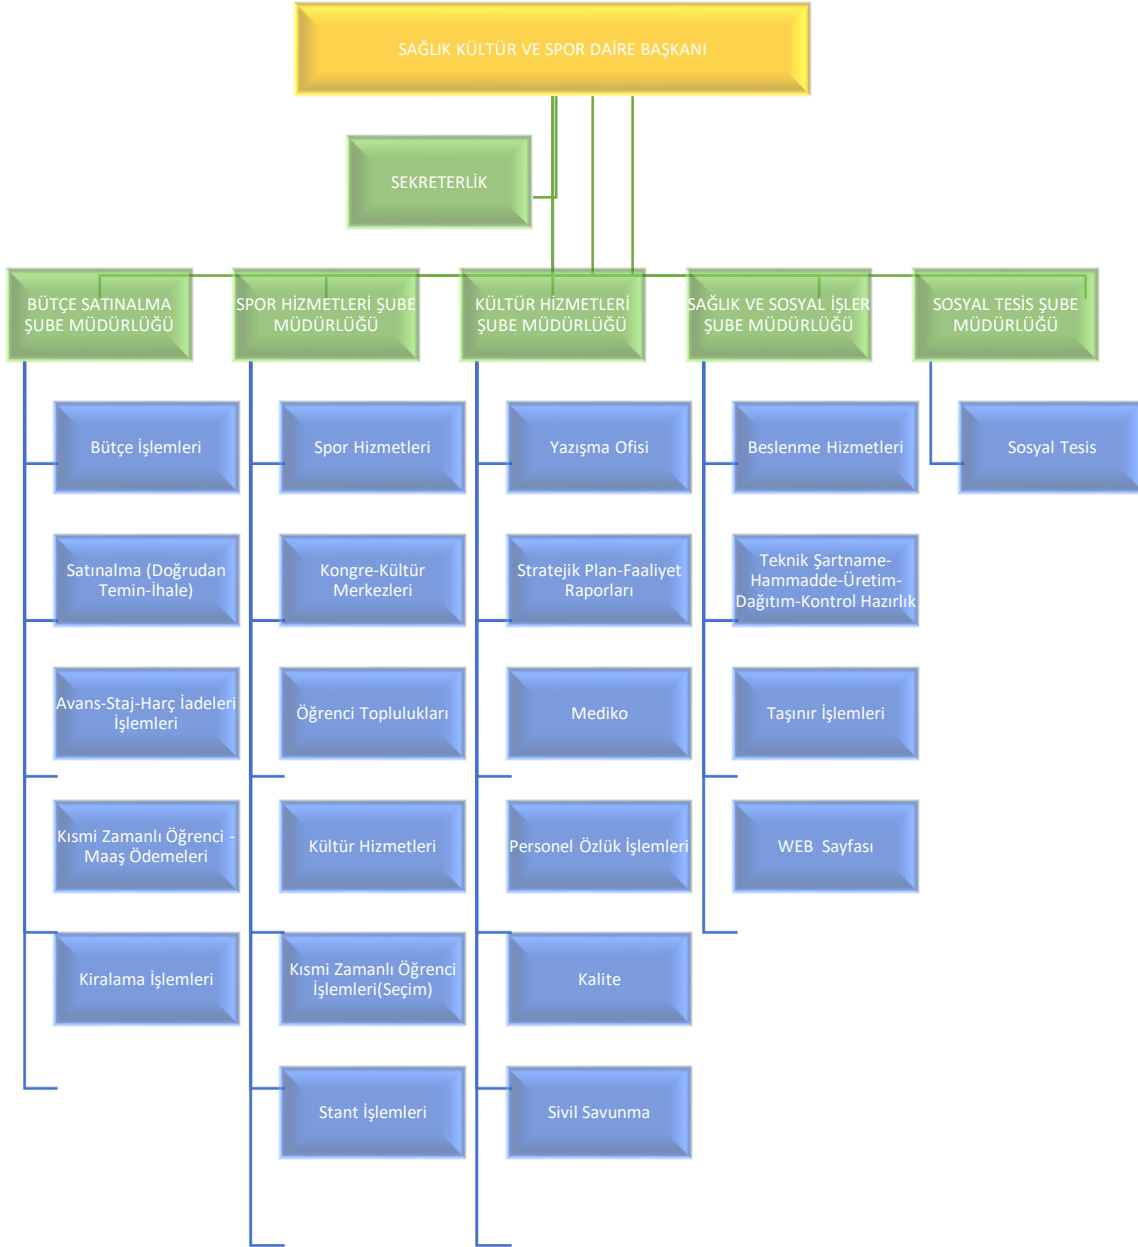 SAĞLIK KÜLTÜR VE SPOR DAİRE BAŞKANI
SEKRETERLİK
BÜTÇE SATINALMA
ŞUBE MÜDÜRLÜĞÜ
SPOR HİZMETLERİ ŞUBE
MÜDÜRLÜĞÜ
KÜLTÜR HİZMETLERİ
ŞUBE MÜDÜRLÜĞÜ
SAĞLIK VE SOSYAL İŞLER
ŞUBE MÜDÜRLÜĞÜ
SOSYAL TESİS ŞUBE
MÜDÜRLÜĞÜ
Bütçe İşlemleri
Satınalma (Doğrudan
Temin-İhale)
Avans-Staj-Harç İadeleri
İşlemleri
Kısmi Zamanlı Öğrenci -
Maaş Ödemeleri
Kiralama İşlemleri
Spor Hizmetleri
Kongre-Kültür
Merkezleri
Öğrenci Toplulukları
Kültür Hizmetleri
Kısmi Zamanlı Öğrenci
İşlemleri(Seçim)
Stant İşlemleri
Yazışma Ofisi
Stratejik Plan-Faaliyet
Raporları
Mediko
Personel Özlük İşlemleri
Kalite
Sivil Savunma
Beslenme Hizmetleri
Teknik Şartname-
Hammadde-Üretim-
Dağıtım-Kontrol Hazırlık
Taşınır İşlemleri
WEB  Sayfası
Sosyal Tesis